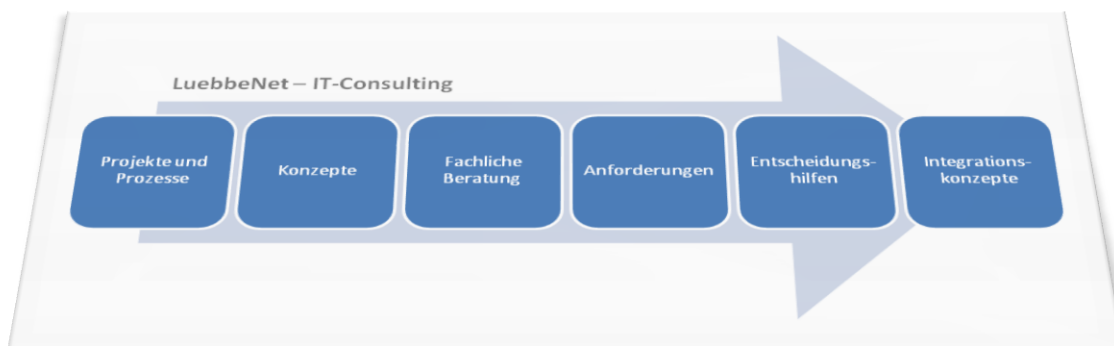 LuebbeNet – IT-Consulting
Projekte und
Prozesse
Konzepte
Fachliche
Beratung
Anforderungen
Entscheidungs-
hilfen
Integrations-
konzepte